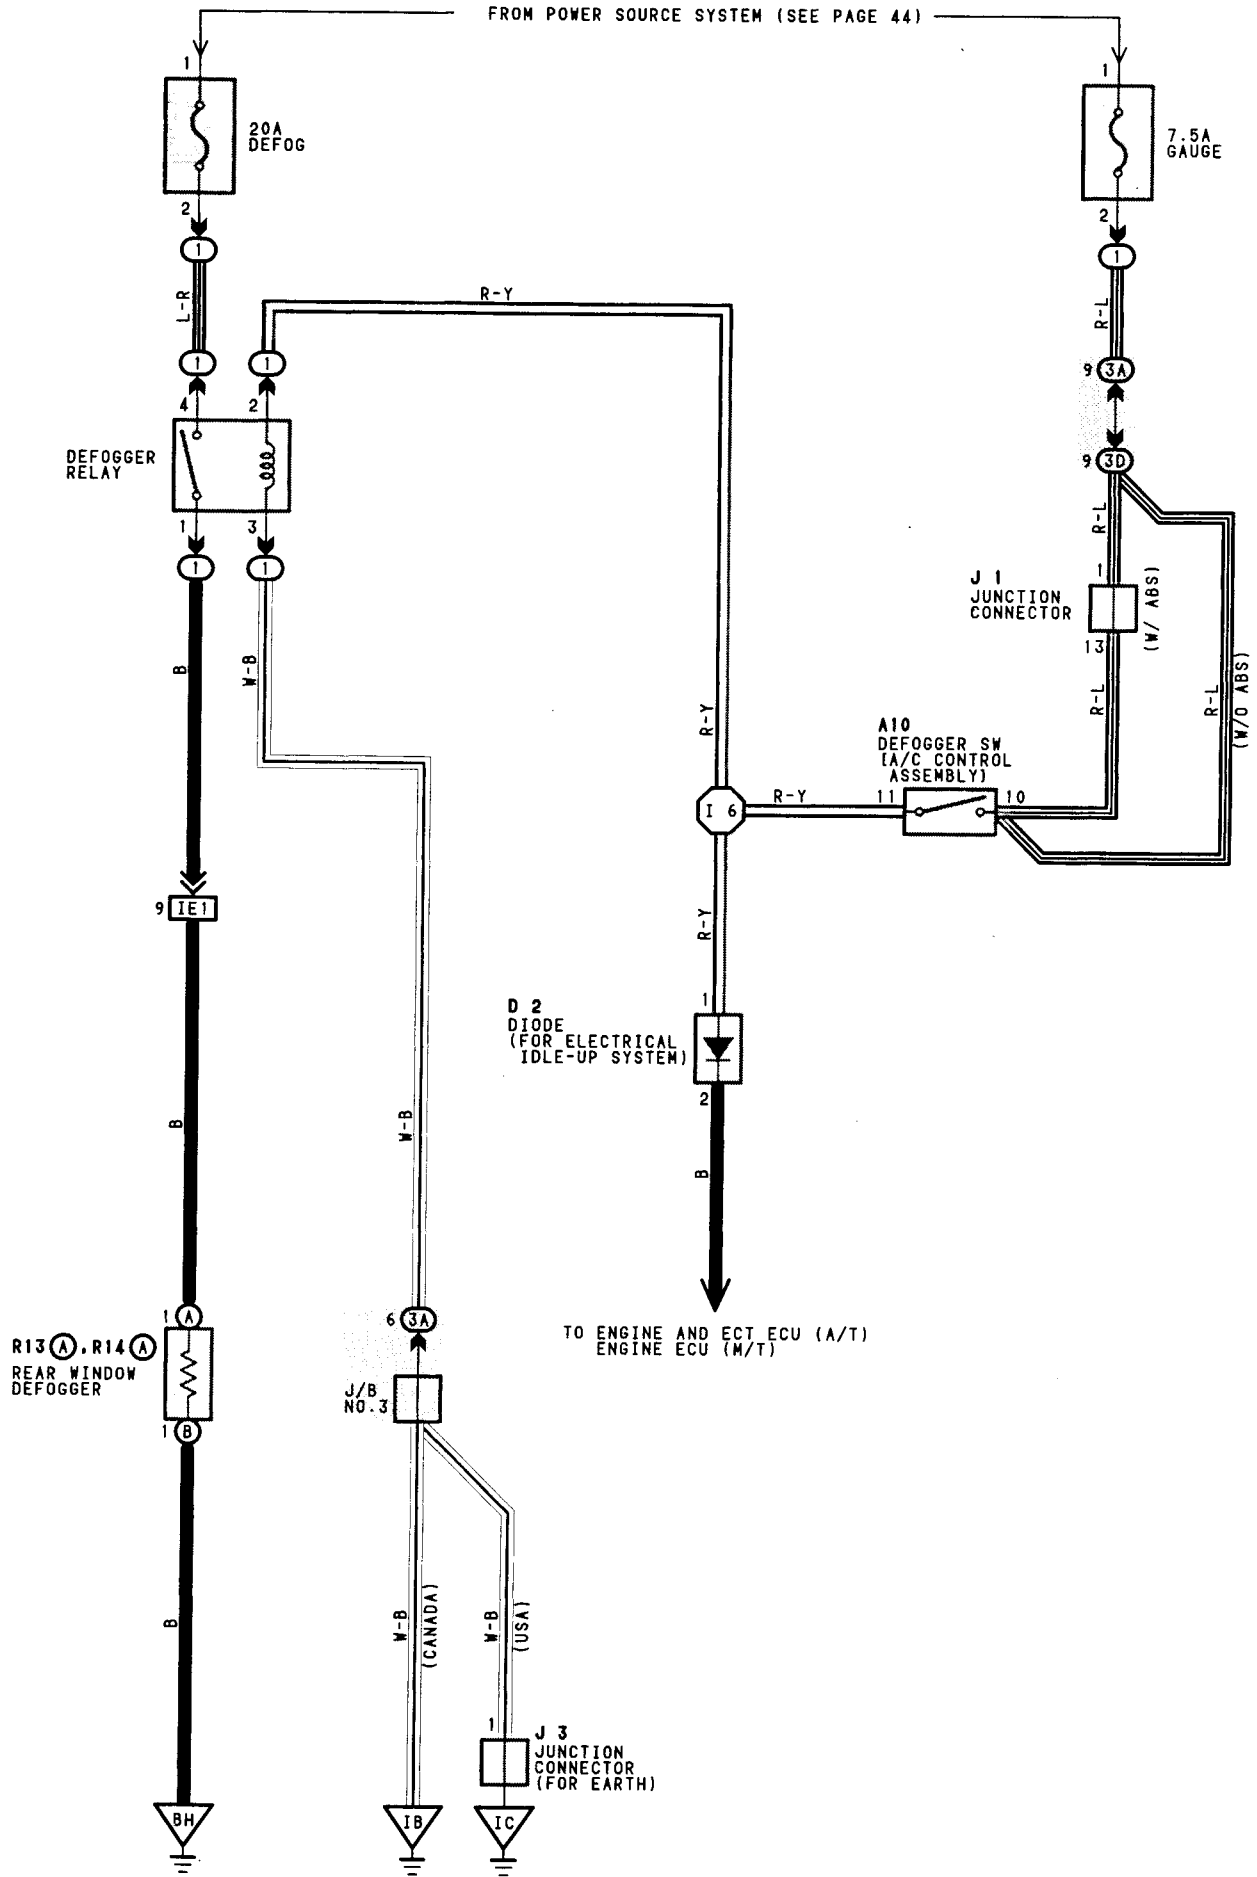 FROM POWER SOURCE SYSTEM (SEE PAGE 44)
1
1
20A
DEFOG
7.5A
GAUGE
2
2
1
1
L-R
R-Y
R-L
1
1
9 3A
4
2
DEFOGGER
RELAY
9 3D
R-L
1
3
1
1
J 1
JUNCTION
CONNECTOR
1
(W/ ABS)
13
B
W-B
R-Y
R-L
R-L
(W/O ABS)
A10
DEFOGGER SW
[A/C CONTROL
ASSEMBLY]
I 6
R-Y
11
10
9 IE1
R-Y
D 2
DIODE
(FOR ELECTRICAL
IDLE-UP SYSTEM)
1
2
B
W-B
B
TO ENGINE AND ECT ECU (A/T)
ENGINE ECU (M/T)
1 A
6 3A
R13 A, R14 A
REAR WINDOW
DEFOGGER
J/B
NO.3
1 B
B
W-B
(CANADA)
W-B
(USA)
1
J 3
JUNCTION
CONNECTOR
(FOR EARTH)
BH
IB
IC